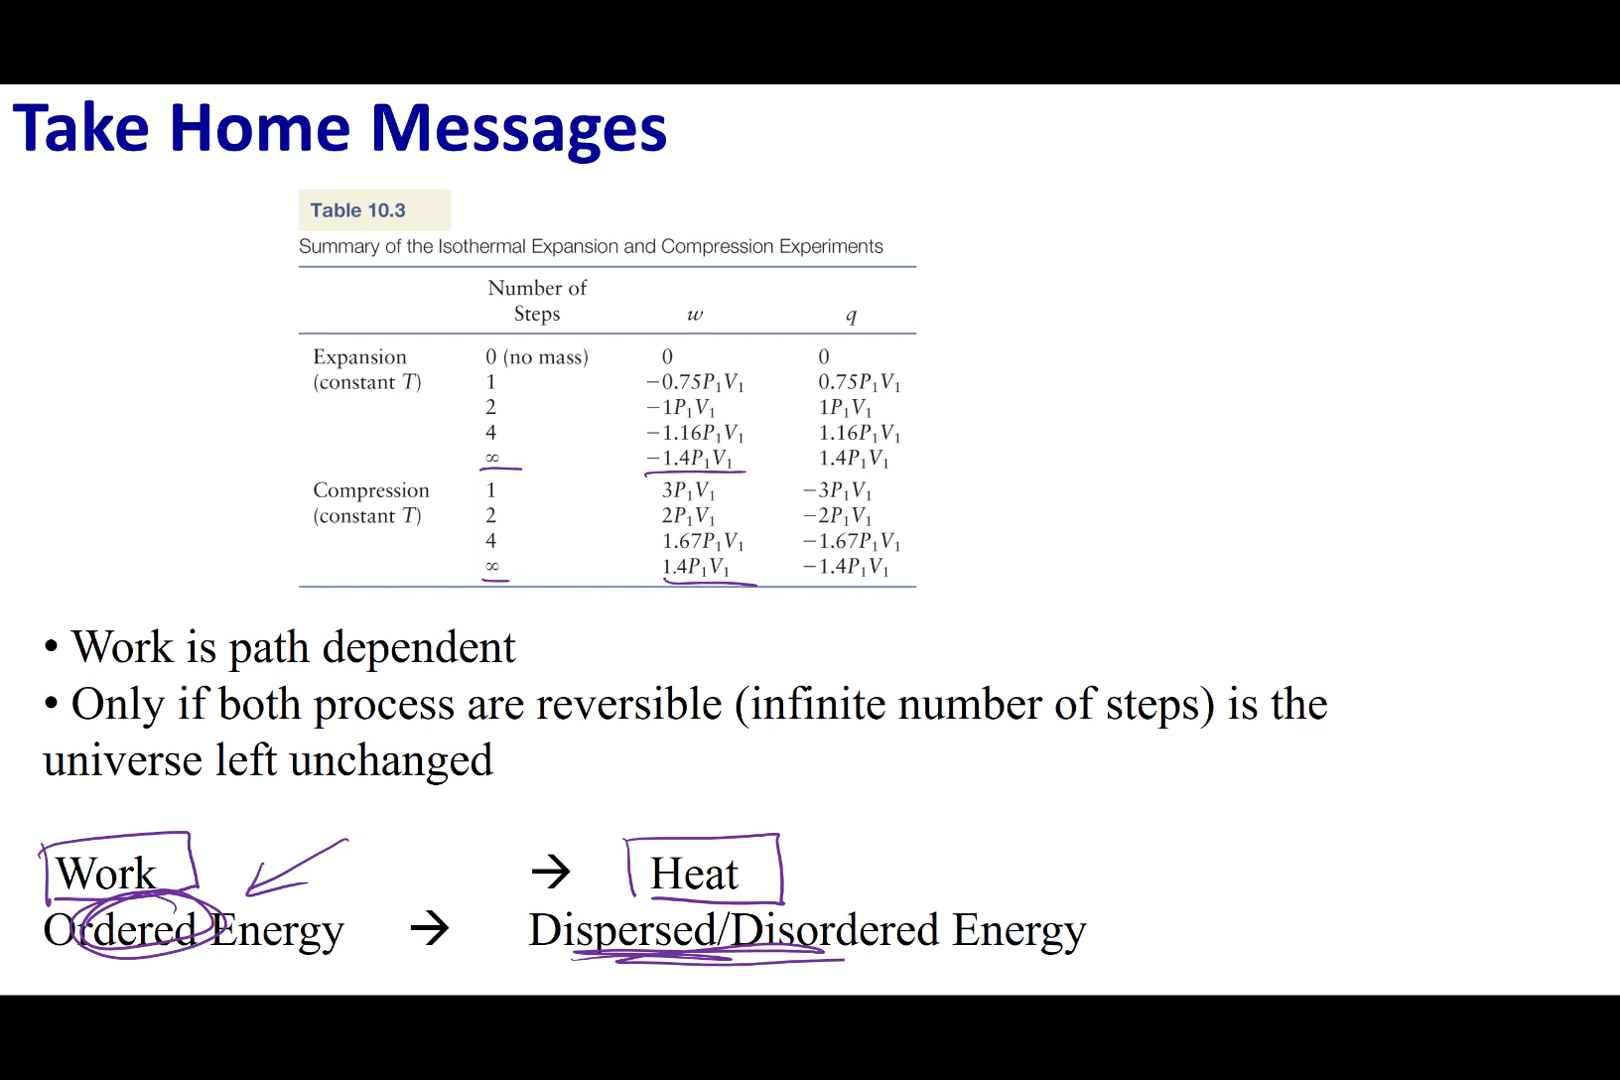 Take Home Messages
Table 10.3
Summary of the Isothermal Expansion and Compression Experiments
Number of
Steps w q
Expansion 0 (no mass) 0 0
(constant T) 1 −0.75P₁V₁ 0.75P₁V₁
2 −1P₁V₁ 1P₁V₁
4 −1.16P₁V₁ 1.16P₁V₁
∞ −1.4P₁V₁ 1.4P₁V₁
Compression 1 3P₁V₁ −3P₁V₁
(constant T) 2 2P₁V₁ −2P₁V₁
4 1.67P₁V₁ −1.67P₁V₁
∞ 1.4P₁V₁ −1.4P₁V₁
• Work is path dependent
• Only if both process are reversible (infinite number of steps) is the
universe left unchanged
Work → Heat
Ordered Energy → Dispersed/Disordered Energy